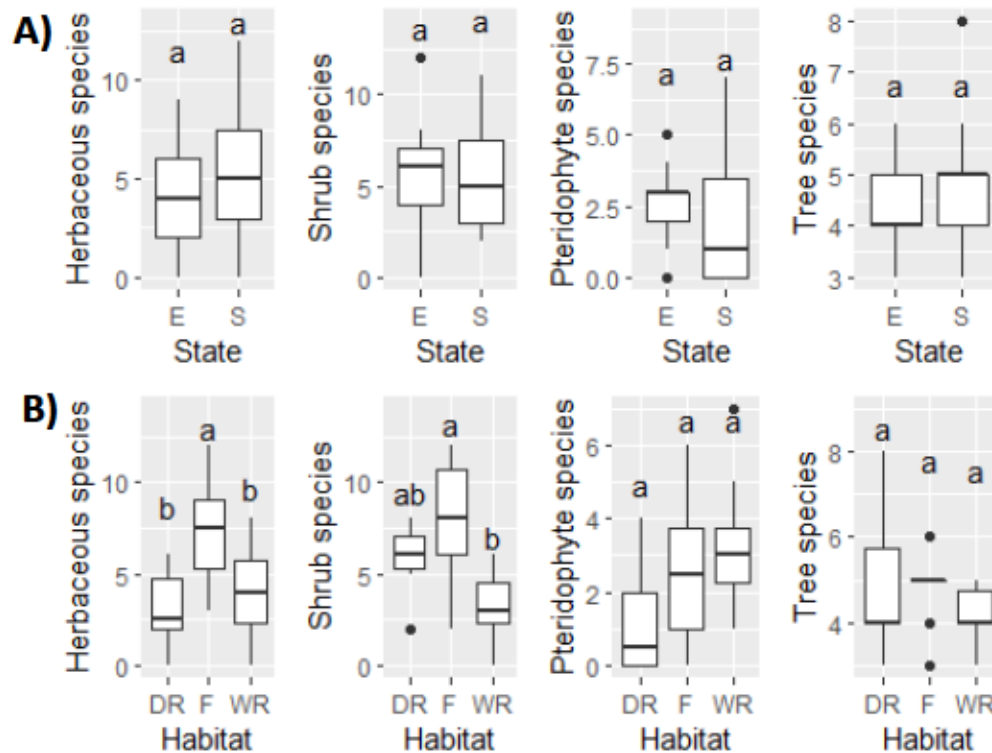 A)
Herbaceous species
10
5
0
a a
E S
State
Shrub species
10
5
0
a a
E S
State
Pteridophyte species
7.5
5.0
2.5
0.0
a a
E S
State
Tree species
8
7
6
5
4
3
a a
E S
State
B)
Herbaceous species
10
5
0
b a b
DR F WR
Habitat
Shrub species
10
5
0
ab a b
DR F WR
Habitat
Pteridophyte species
6
4
2
0
a a a
DR F WR
Habitat
Tree species
8
6
4
a a a
DR F WR
Habitat